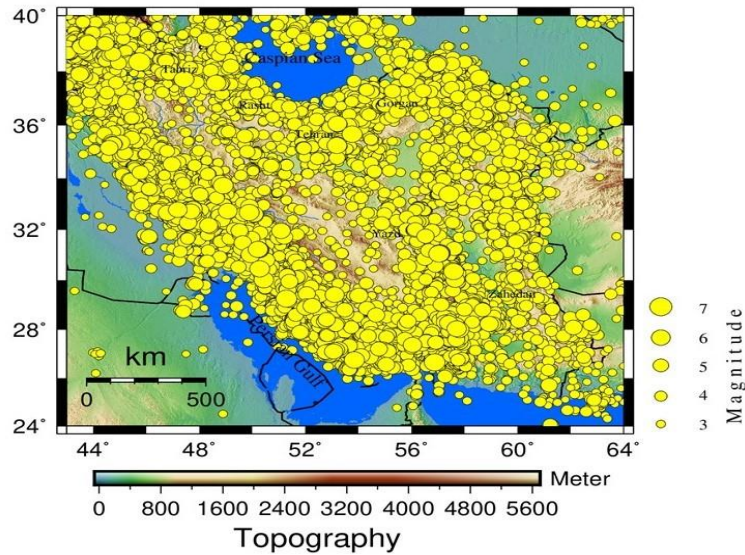 40˚
36˚
32˚
28˚
24˚
Caspian Sea
Tabriz
Rasht
Gorgan
Tehran
Yazd
Zahedan
Persian Gulf
km
0 500
44˚ 48˚ 52˚ 56˚ 60˚ 64˚
7
6
5
4
3
Magnitude
Meter
0 800 1600 2400 3200 4000 4800 5600
Topography